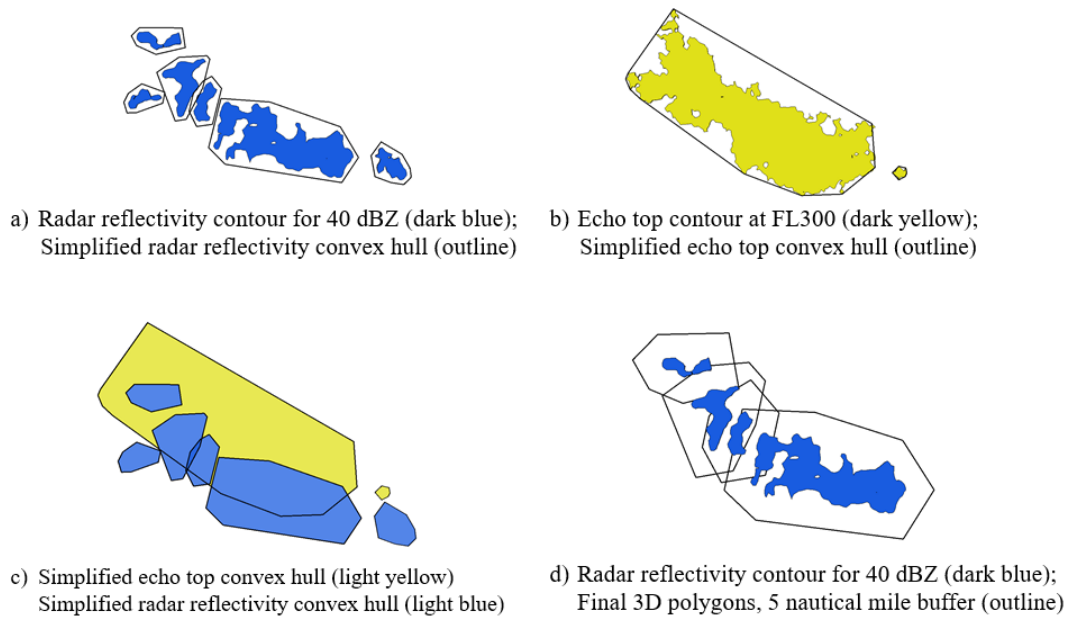 a) Radar reflectivity contour for 40 dBZ (dark blue);
Simplified radar reflectivity convex hull (outline)
b) Echo top contour at FL300 (dark yellow);
Simplified echo top convex hull (outline)
c) Simplified echo top convex hull (light yellow)
Simplified radar reflectivity convex hull (light blue)
d) Radar reflectivity contour for 40 dBZ (dark blue);
Final 3D polygons, 5 nautical mile buffer (outline)